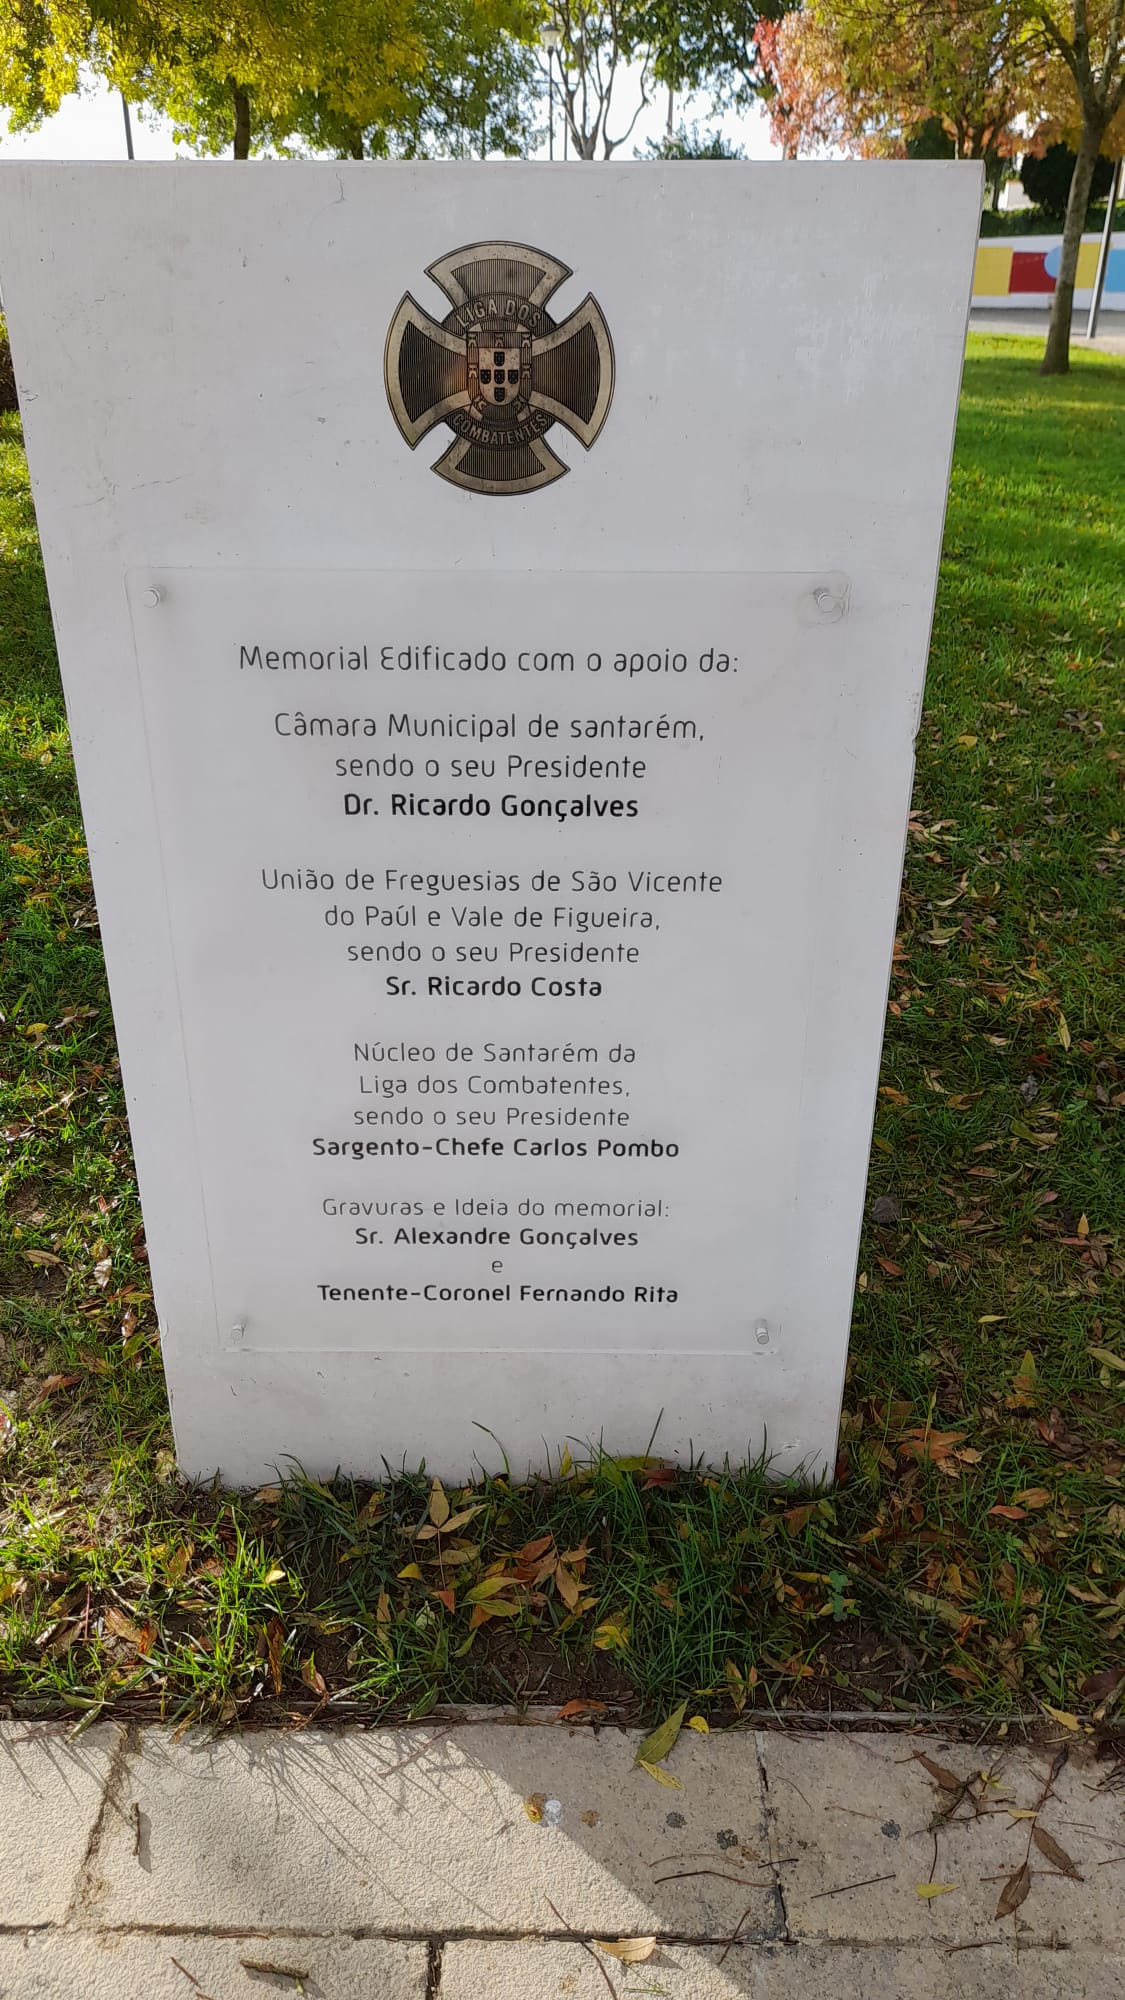 LIGA DOS
COMBATENTES
Memorial Edificado com o apoio da:
Câmara Municipal de santarém,
sendo o seu Presidente
Dr. Ricardo Gonçalves
União de Freguesias de São Vicente
do Paúl e Vale de Figueira,
sendo o seu Presidente
Sr. Ricardo Costa
Núcleo de Santarém da
Liga dos Combatentes,
sendo o seu Presidente
Sargento-Chefe Carlos Pombo
Gravuras e Ideia do memorial:
Sr. Alexandre Gonçalves
e
Tenente-Coronel Fernando Rita